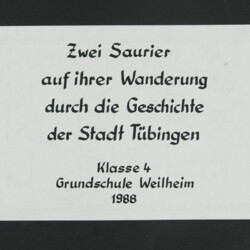 Zwei Saurier
auf ihrer Wanderung
durch die Geschichte
der Stadt Tübingen
Klasse 4
Grundschule Weilheim
1988